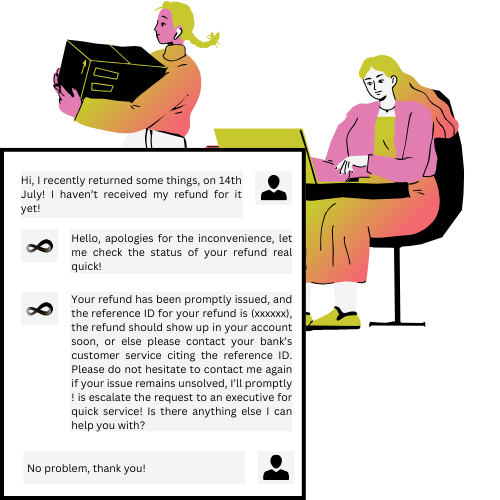 Hi, I recently returned some things, on 14th
July! I haven't received my refund for it
yet!
Hello, apologies for the inconvenience, let
me check the status of your refund real
quick!
Your refund has been promptly issued, and
the reference ID for your refund is (xxxxxx),
the refund should show up in your account
soon, or else please contact your bank's
customer service citing the reference ID.
Please do not hesitate to contact me again
if your issue remains unsolved, I'll promptly
! is escalate the request to an executive for
quick service! Is there anything else I can
help you with?
No problem, thank you!